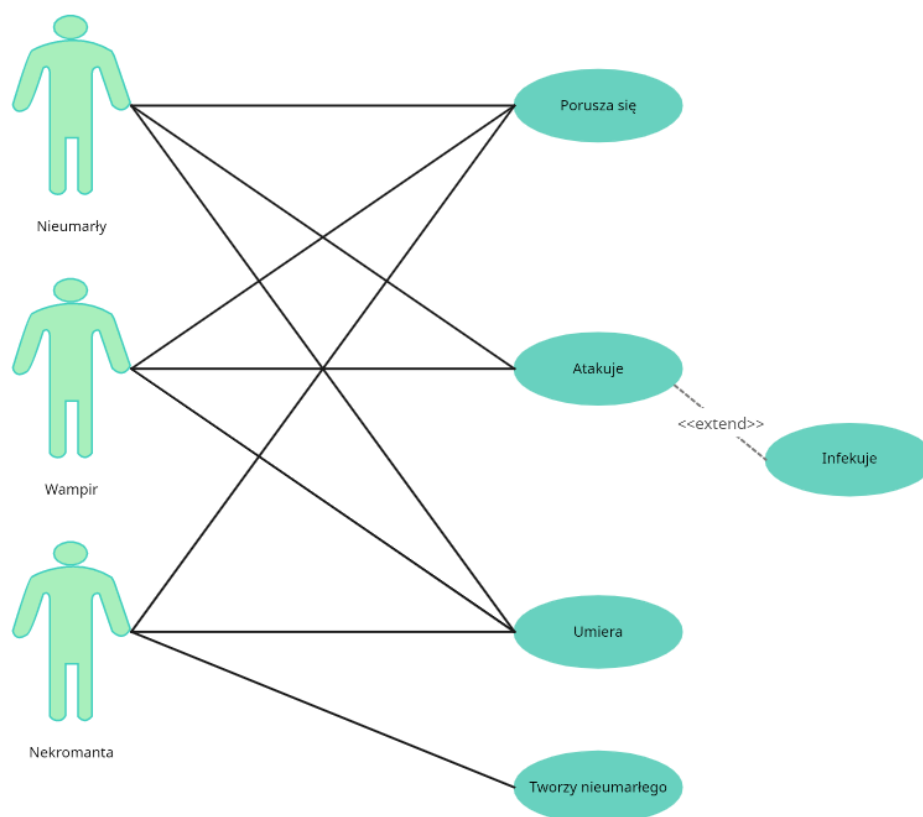 Porusza się
Nieumarły
Atakuje
<<extend>>
Infekuje
Wampir
Umiera
Nekromanta
Tworzy nieumarłego